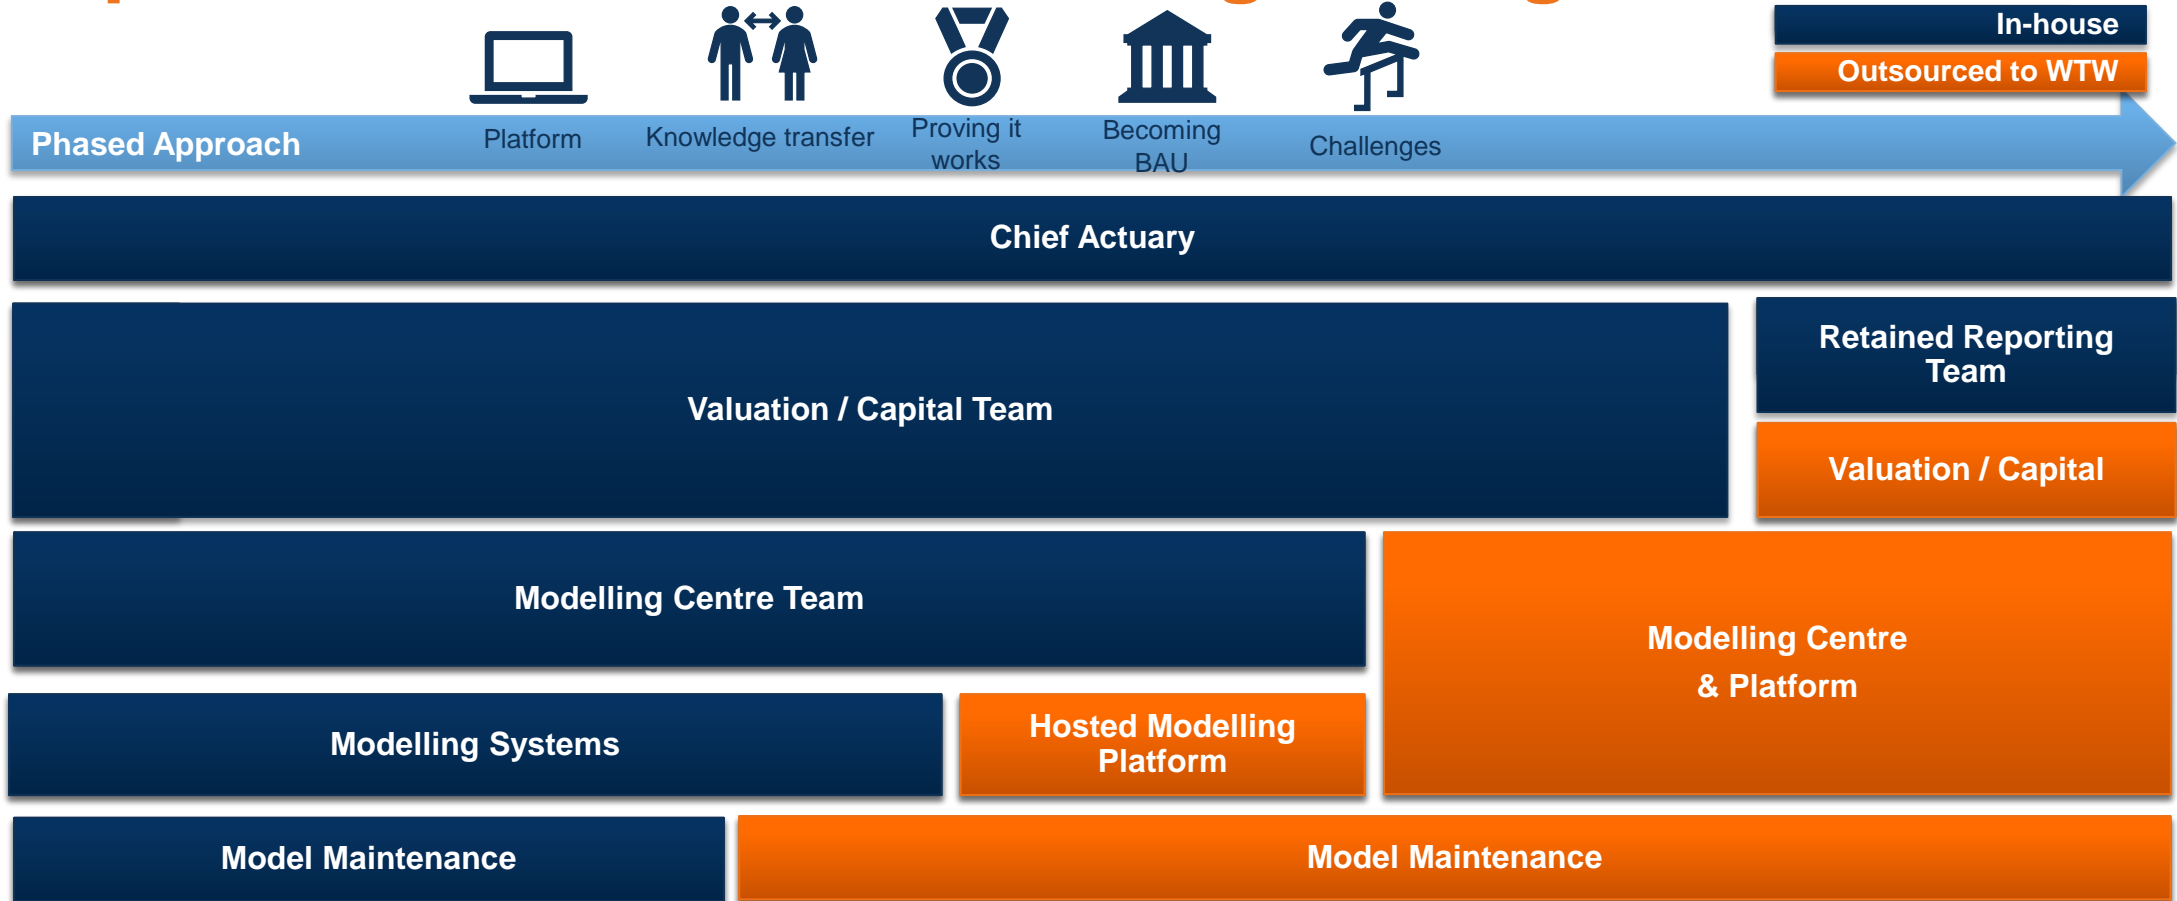 In-house
Outsourced to WTW
Phased Approach
Platform
Knowledge transfer
Proving it
works
Becoming
BAU
Challenges
Chief Actuary
Valuation / Capital Team
Retained Reporting
Team
Valuation / Capital
Modelling Centre Team
Modelling Centre
& Platform
Modelling Systems
Hosted Modelling
Platform
Model Maintenance
Model Maintenance